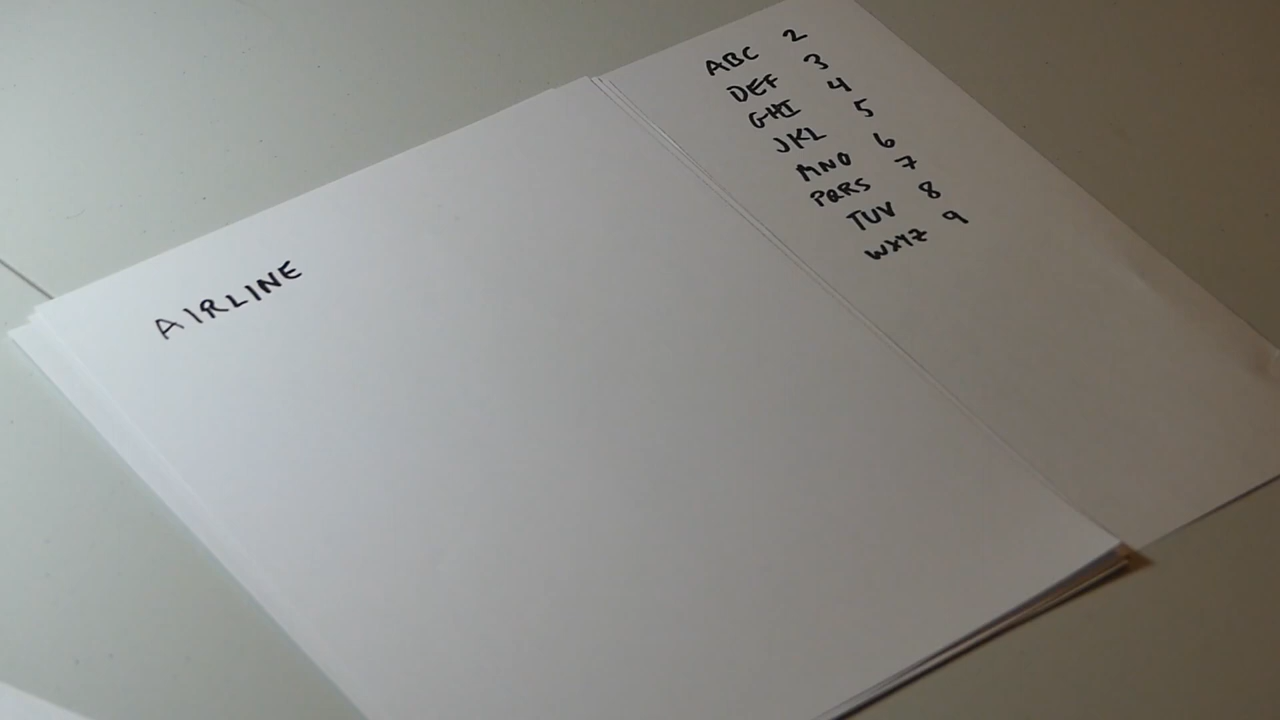 AIRLINE
ABC 2
DEF 3
GHI 4
JKL 5
MNO 6
PQRS 7
TUV 8
WXYZ 9